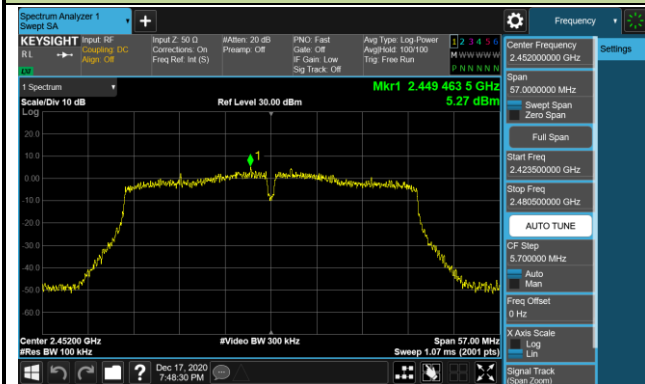 Spectrum Analyzer 1
Swept SA
+
Frequency
KEYSIGHT
R L
Input: RF
Coupling: DC
Align: Off
Input Z: 50 Ω
Corrections: On
Freq Ref: Int (S)
#Atten: 20 dB
Preamp: Off
PNO: Fast
Gate: Off
IF Gain: Low
Sig Track: Off
Avg Type: Log-Power
Avg|Hold: 100/100
Trig: Free Run
1 2 3 4 5 6
M W W W W W
P N N N N N
1 Spectrum
Scale/Div 10 dB
Log
Ref Level 30.00 dBm
Mkr1 2.449 463 5 GHz
5.27 dBm
20.0
10.0
0.00
-10.0
-20.0
-30.0
-40.0
-50.0
-60.0
1
Center 2.45200 GHz
#Res BW 100 kHz
#Video BW 300 kHz
Span 57.00 MHz
Sweep 1.07 ms (2001 pts)
Dec 17, 2020
7:48:30 PM
Center Frequency
2.452000000 GHz
Settings
Span
57.0000000 MHz
Swept Span
Zero Span
Full Span
Start Freq
2.423500000 GHz
Stop Freq
2.480500000 GHz
AUTO TUNE
CF Step
5.700000 MHz
Auto
Man
Freq Offset
0 Hz
X Axis Scale
Log
Lin
Signal Track
(Span Zoom)